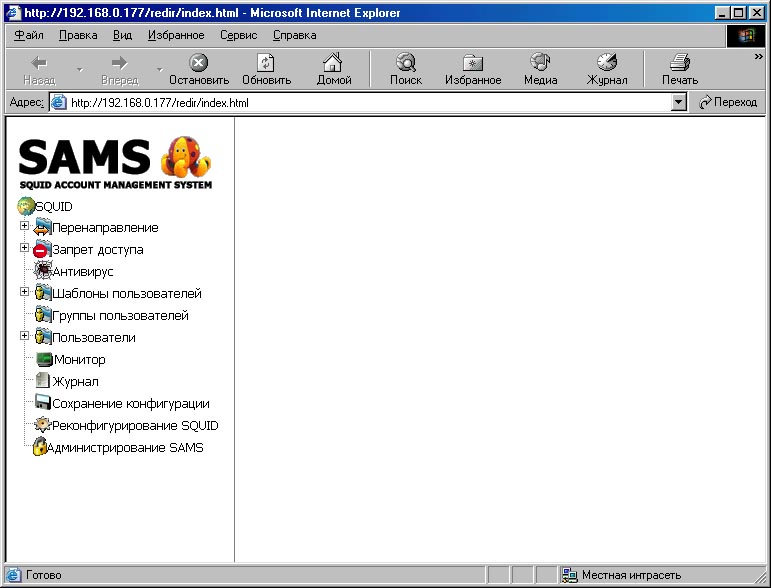 http://192.168.0.177/redir/index.html - Microsoft Internet Explorer
Файл Правка Вид Избранное Сервис Справка
Назад Вперед Остановить Обновить Домой Поиск Избранное Медиа Журнал Печать »
Адрес: http://192.168.0.177/redir/index.html Переход
SAMS
SQUID ACCOUNT MANAGEMENT SYSTEM
SQUID
Перенаправление
Запрет доступа
Антивирус
Шаблоны пользователей
Группы пользователей
Пользователи
Монитор
Журнал
Сохранение конфигурации
Реконфигурирование SQUID
Администрирование SAMS
Готово Местная интрасеть